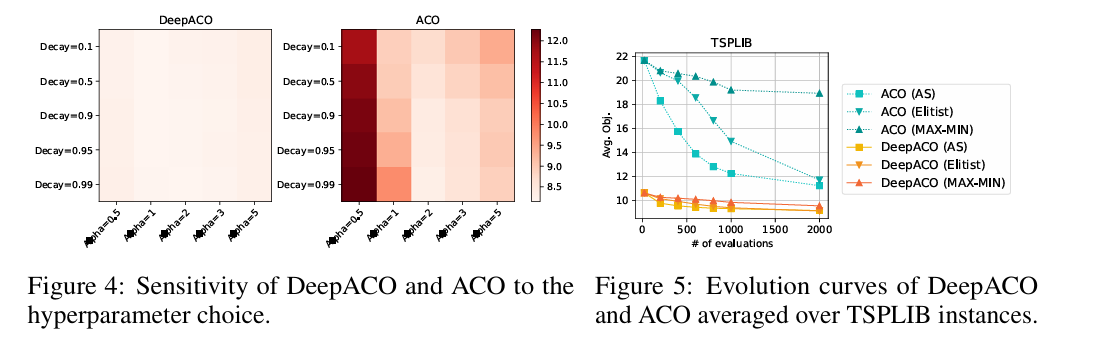 DeepACO
ACO
Decay=0.1
Decay=0.5
Decay=0.9
Decay=0.95
Decay=0.99
Alpha=0.5
Alpha=1
Alpha=2
Alpha=3
Alpha=5
Decay=0.1
Decay=0.5
Decay=0.9
Decay=0.95
Decay=0.99
Alpha=0.5
Alpha=1
Alpha=2
Alpha=3
Alpha=5
12.0
11.5
11.0
10.5
10.0
9.5
9.0
8.5
Figure 4: Sensitivity of DeepACO and ACO to the
hyperparameter choice.
TSPLIB
Avg. Obj.
22
20
18
16
14
12
10
0
500
1000
1500
2000
# of evaluations
ACO (AS)
ACO (Elitist)
ACO (MAX-MIN)
DeepACO (AS)
DeepACO (Elitist)
DeepACO (MAX-MIN)
Figure 5: Evolution curves of DeepACO
and ACO averaged over TSPLIB instances.